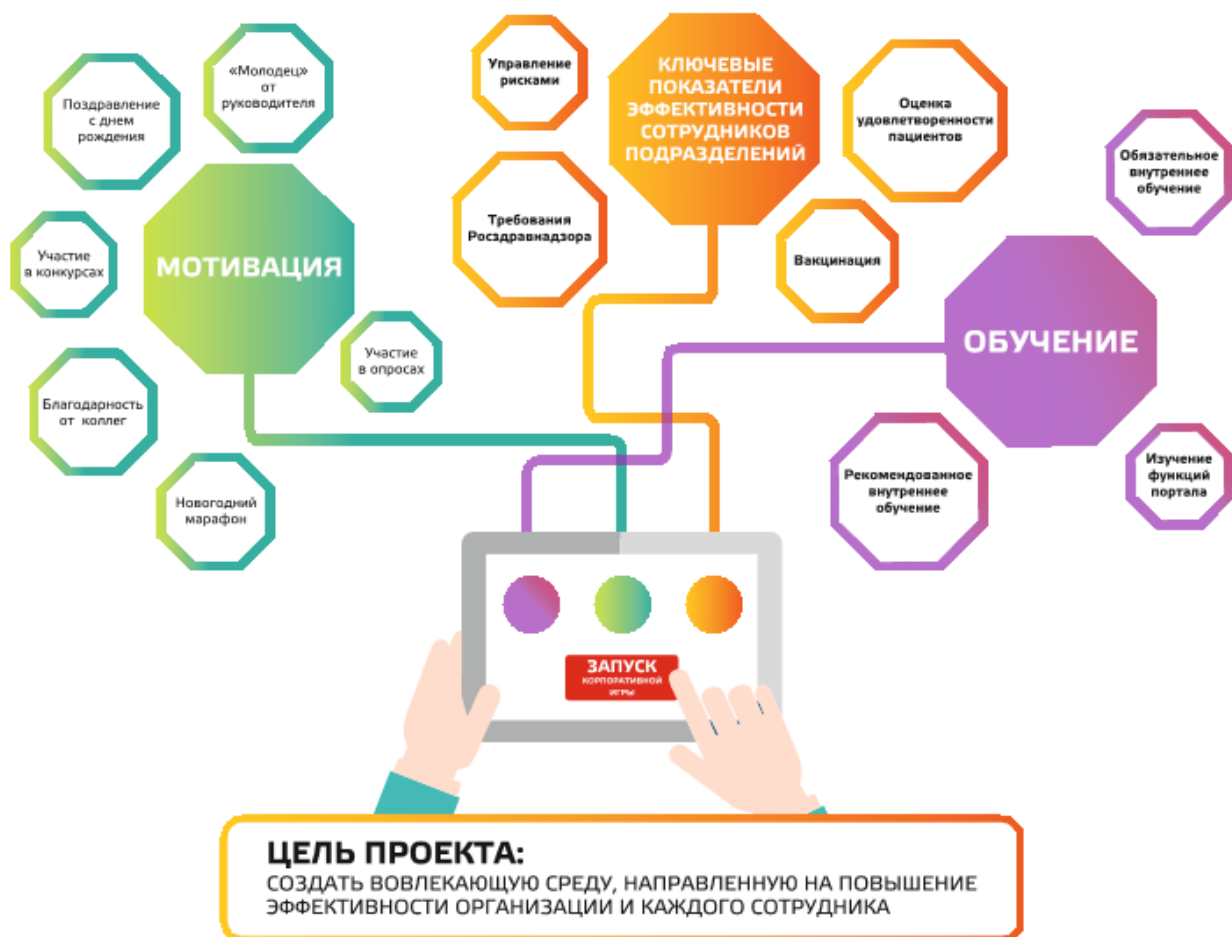 «Молодец»
от
руководителя
Поздравление
с днем
рождения
Участие
в конкурсах
МОТИВАЦИЯ
Участие
в опросах
Благодарность
от коллег
Новогодний
марафон
Управление
рисками
КЛЮЧЕВЫЕ
ПОКАЗАТЕЛИ
ЭФФЕКТИВНОСТИ
СОТРУДНИКОВ
ПОДРАЗДЕЛЕНИЙ
Оценка
удовлетворенности
пациентов
Требования
Росздравнадзора
Вакцинация
Обязательное
внутреннее
обучение
ОБУЧЕНИЕ
Рекомендованное
внутреннее
обучение
Изучение
функций
портала
ЗАПУСК
КОРПОРАТИВНОЙ
ИГРЫ
ЦЕЛЬ ПРОЕКТА:
СОЗДАТЬ ВОВЛЕКАЮЩУЮ СРЕДУ, НАПРАВЛЕННУЮ НА ПОВЫШЕНИЕ
ЭФФЕКТИВНОСТИ ОРГАНИЗАЦИИ И КАЖДОГО СОТРУДНИКА